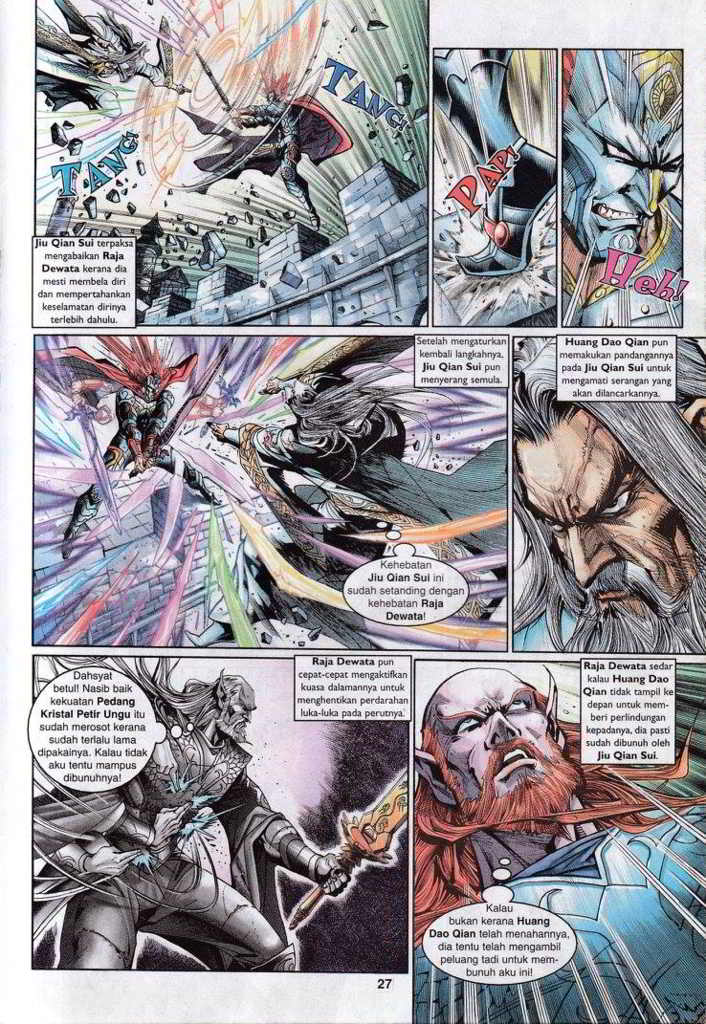 TANG!
TANG!
Jiu Qian Sui terpaksa
mengabaikan Raja
Dewata kerana dia
mesti membela diri
dan mempertahankan
keselamatan dirinya
terlebih dahulu.
PAP!
Heh!
Setelah mengaturkan
kembali langkahnya,
Jiu Qian Sui pun
menyerang semula.
Kehebatan
Jiu Qian Sui ini
sudah setanding dengan
kehebatan Raja
Dewata!
Huang Dao Qian pun
memakukan pandangannya
pada Jiu Qian Sui untuk
mengamati serangan yang
akan dilancarkannya.
Dahsyat
betul! Nasib baik
kekuatan Pedang
Kristal Petir Ungu itu
sudah merosot kerana
sudah terlalu lama
dipakainya. Kalau tidak
aku tentu mampus
dibunuhnya!
Raja Dewata pun
cepat-cepat mengaktifkan
kuasa dalamannya untuk
menghentikan perdarahan
luka-luka pada perutnya.
Raja Dewata sedar
kalau Huang Dao
Qian tidak tampil ke
depan untuk mem-
beri perlindungan
kepadanya, dia pasti
sudah dibunuh oleh
Jiu Qian Sui.
Kalau
bukan kerana Huang
Dao Qian telah menahannya,
dia tentu telah mengambil
peluang tadi untuk mem-
bunuh aku ini!
27